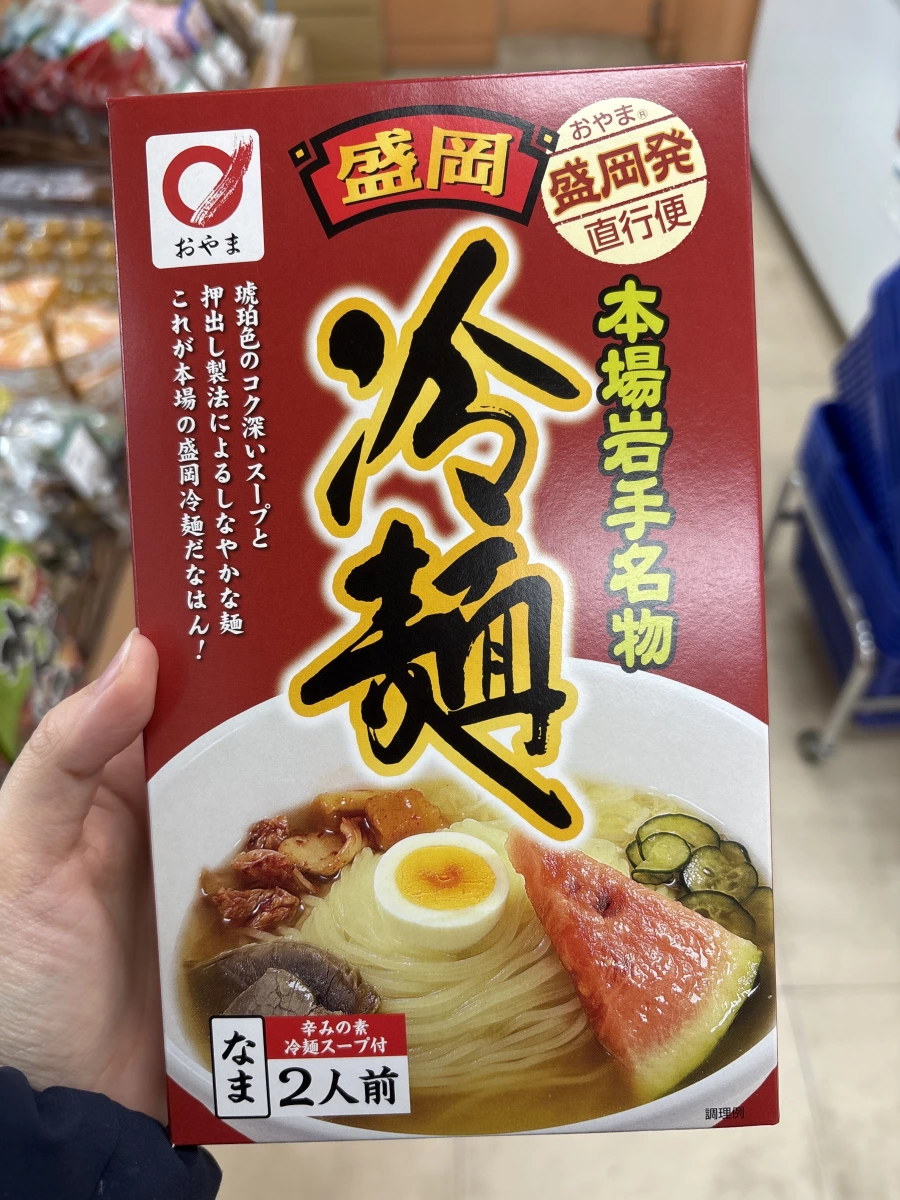 おやま
盛岡
おやま®
盛岡発
直行便
冷麺
本場岩手名物
琥珀色のコク深いスープと
押出し製法によるしなやかな麺
これが本場の盛岡冷麺だなはん!
なま
辛みの素
冷麺スープ付
2人前
調理例